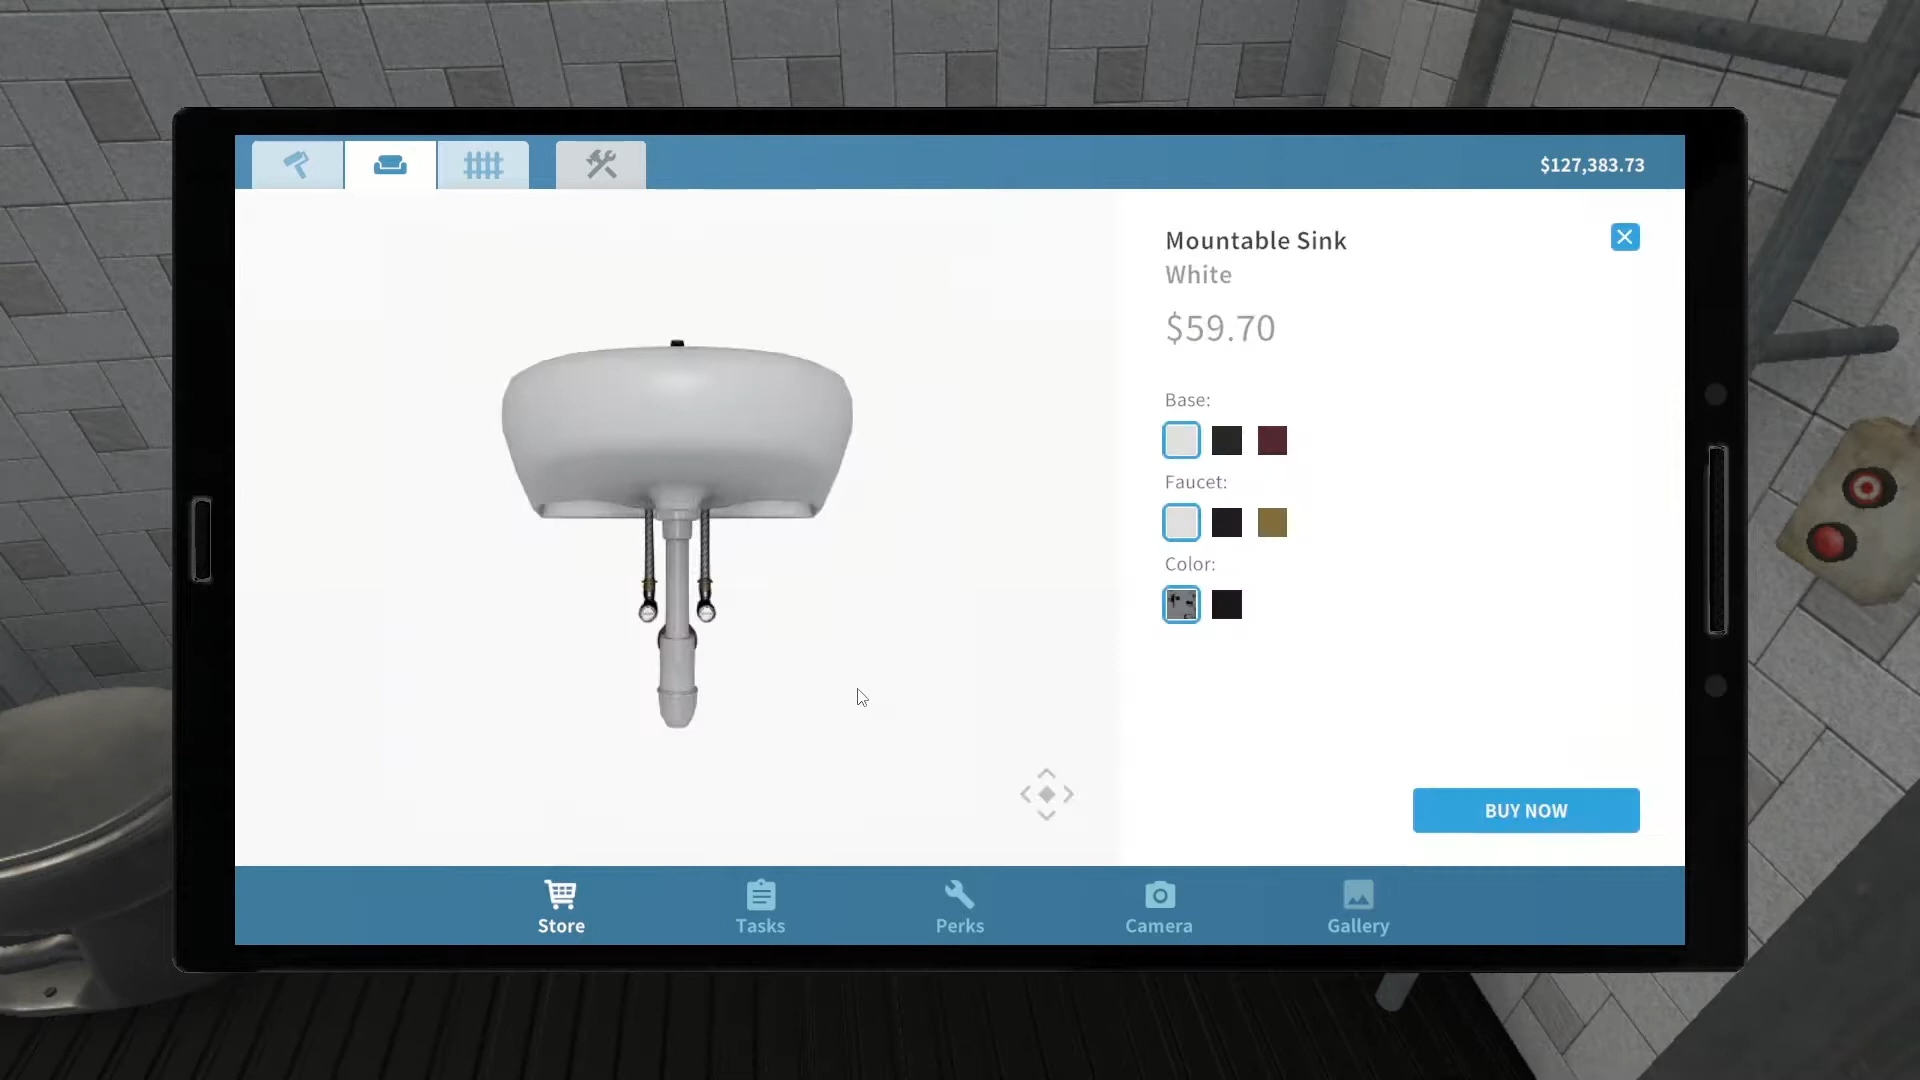 $127,383.73
Mountable Sink
White
$59.70
Base:
Faucet:
Color:
BUY NOW
Store
Tasks
Perks
Camera
Gallery